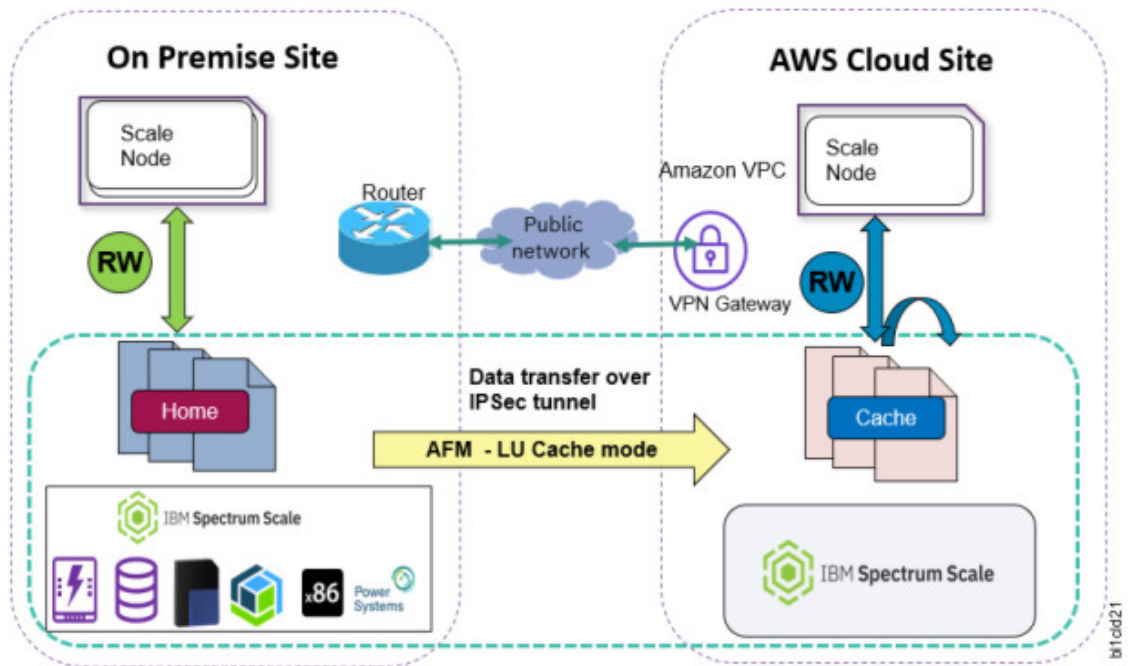 On Premise Site
AWS Cloud Site
Scale
Node
Scale
Node
Amazon VPC
Router
Public
network
RW
RW
VPN Gateway
Data transfer over
IPSec tunnel
Home
Cache
AFM - LU Cache mode
IBM Spectrum Scale
IBM Spectrum Scale
x86
Power
Systems
bl1cld21